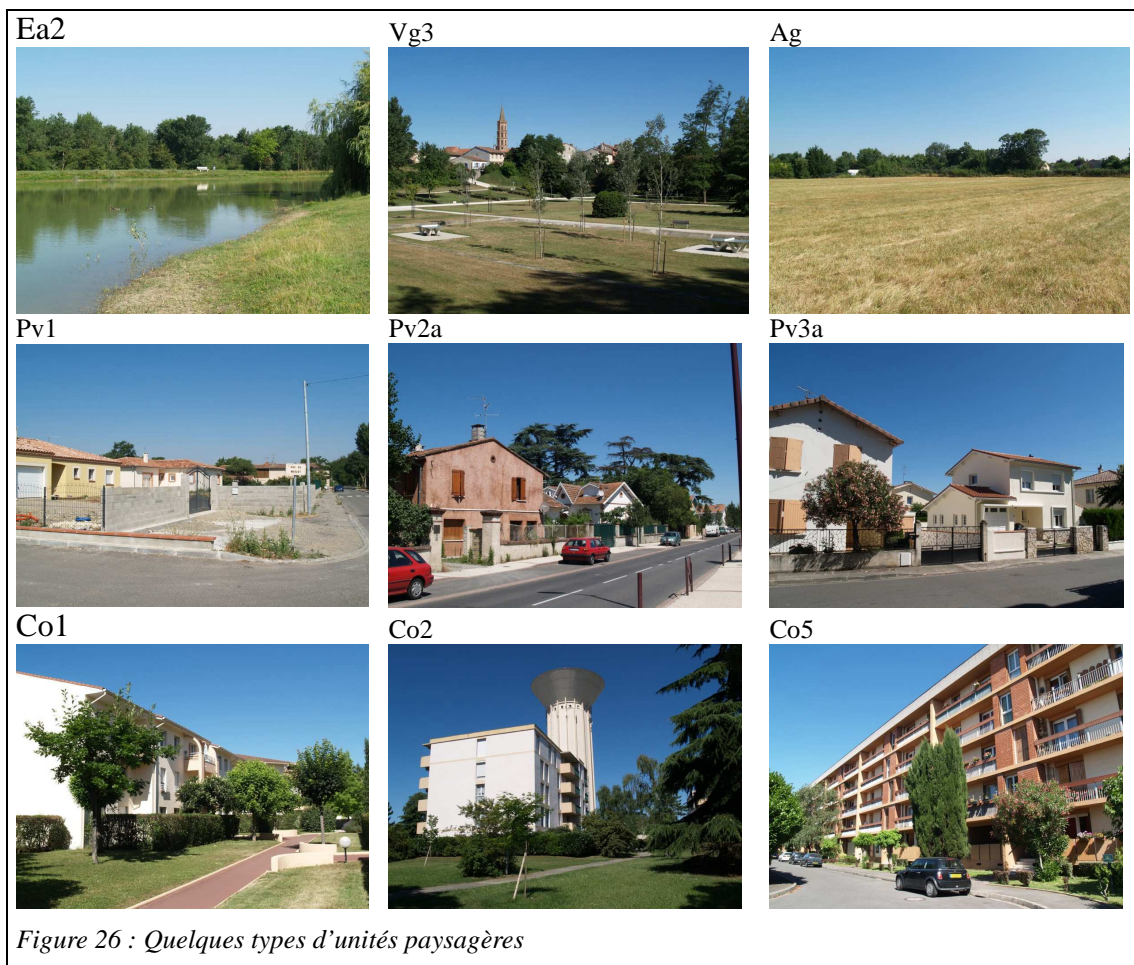 Ea2
Vg3
Ag
Pv1
Pv2a
Pv3a
Co1
Co2
Co5
Figure 26 : Quelques types d'unités paysagères